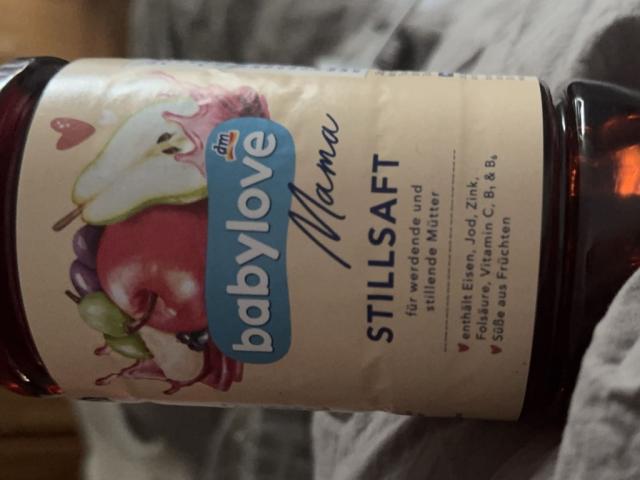 dm
babylove
Mama
STILLSAFT
für werdende und
stillende Mütter
enthält Eisen, Jod, Zink,
Folsäure, Vitamin C, B₁ & B₆
Süße aus Früchten